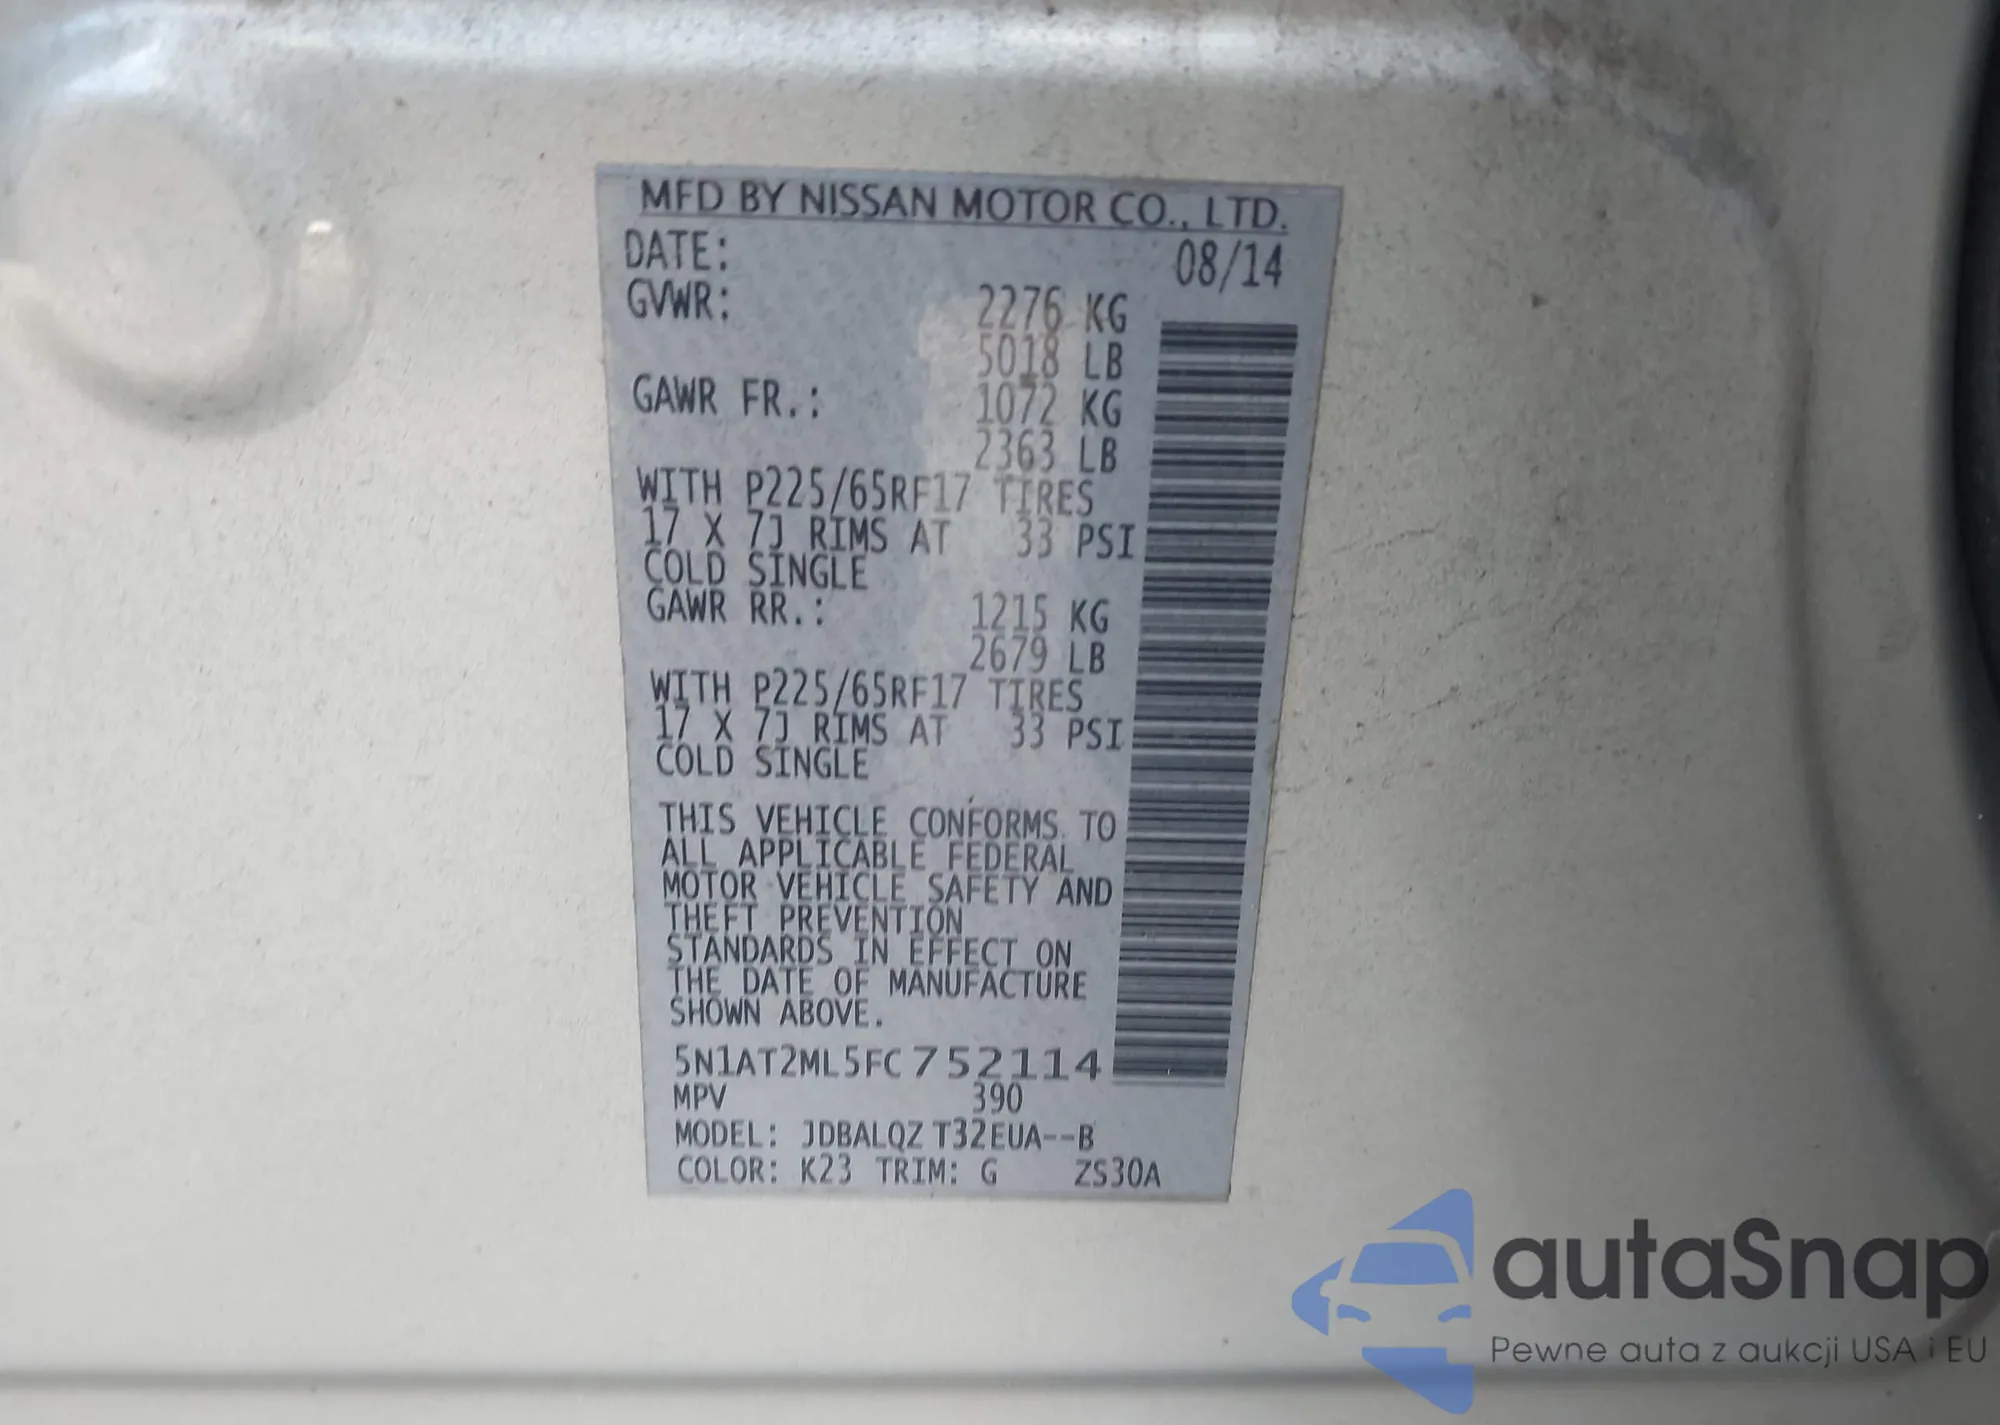 MFD BY NISSAN MOTOR CO., LTD.
DATE: 08/14
GVWR: 2276 KG
5018 LB
GAWR FR.: 1072 KG
2363 LB
WITH P225/65RF17 TIRES
17 X 7J RIMS AT 33 PSI
COLD SINGLE
GAWR RR.: 1215 KG
2679 LB
WITH P225/65RF17 TIRES
17 X 7J RIMS AT 33 PSI
COLD SINGLE
THIS VEHICLE CONFORMS TO
ALL APPLICABLE FEDERAL
MOTOR VEHICLE SAFETY AND
THEFT PREVENTION
STANDARDS IN EFFECT ON
THE DATE OF MANUFACTURE
SHOWN ABOVE.
5N1AT2ML5FC752114
MPV 390
MODEL: JDBALQZ T32EUA--B
COLOR: K23 TRIM: G ZS30A
autaSnap
Pewne auta z aukcji USA i EU